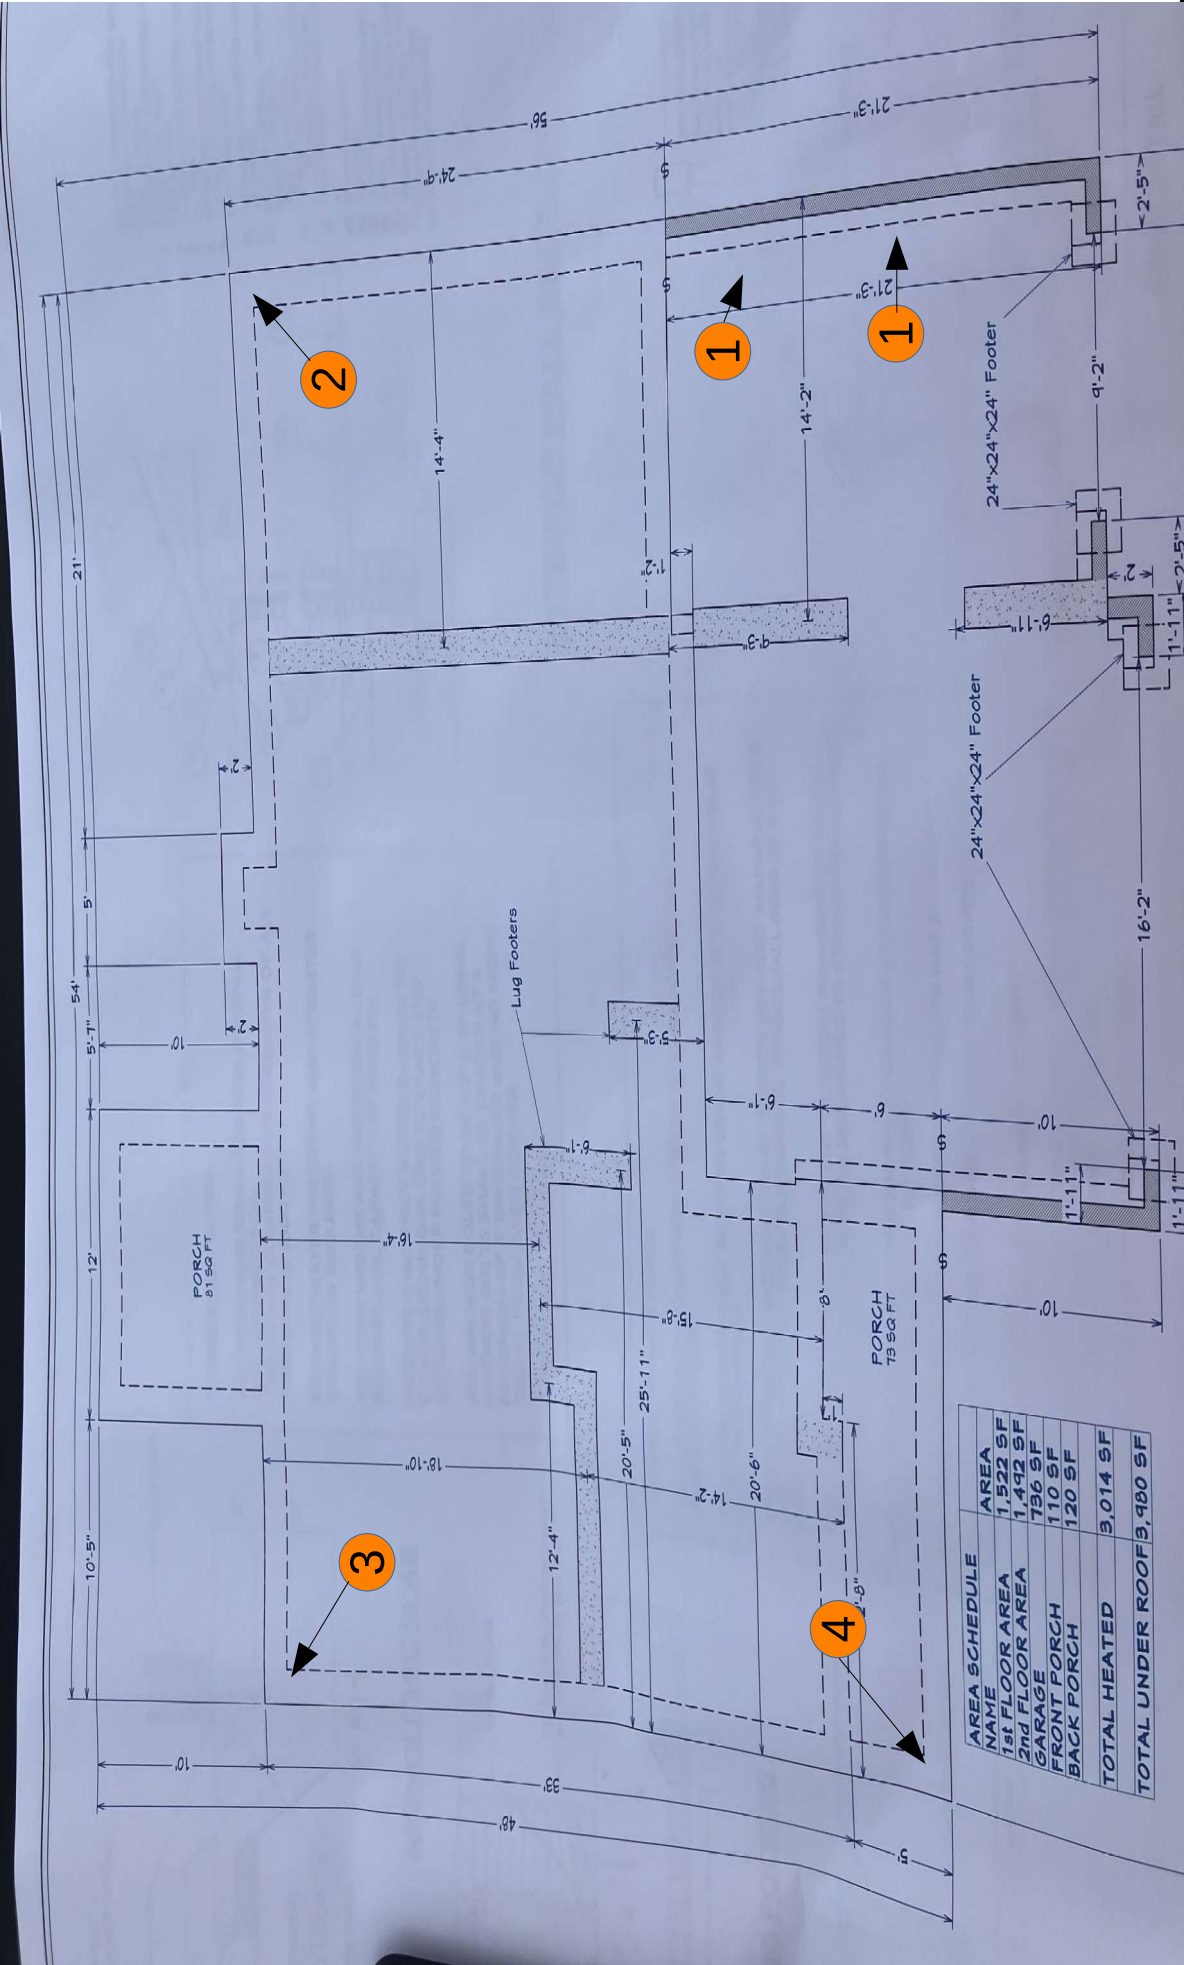 54'
21'
10'-5"
12'
5'-7"
5'
10'
PORCH
81 SQ FT
10'
2'
2'
2
3
16'-4"
18'-10"
14'-4"
24'-9"
56'
48'
33'
Lug Footers
12'-4"
6'-1"
20'-5"
25'-11"
5'-3"
1'-2"
S
S
15'-8"
14'-2"
20'-6"
1
6'-1"
9'-3"
14'-2"
8'
1'
4
6'
21'-3"
21'-3"
1
PORCH
73 SQ FT
5'
S
S
24"x24"x24" Footer
24"x24"x24" Footer
10'
10'
6'-11"
9'-2"
1'-11"
16'-2"
2'
2'-5"
1'-11"
1'-11"
2'-5"
AREA SCHEDULE
NAME AREA
1st FLOOR AREA 1,522 SF
2nd FLOOR AREA 1,492 SF
GARAGE 736 SF
FRONT PORCH 110 SF
BACK PORCH 120 SF
TOTAL HEATED 3,014 SF
TOTAL UNDER ROOF 3,980 SF